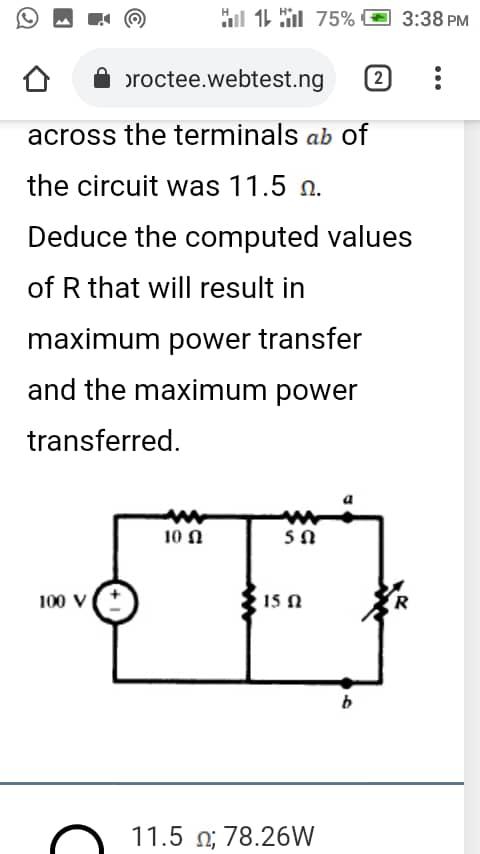 75% 3:38 PM
proctee.webtest.ng 2
across the terminals ab of
the circuit was 11.5 Ω.
Deduce the computed values
of R that will result in
maximum power transfer
and the maximum power
transferred.
a
10 Ω 5 Ω
100 V + 15 Ω R
b
11.5 Ω; 78.26W